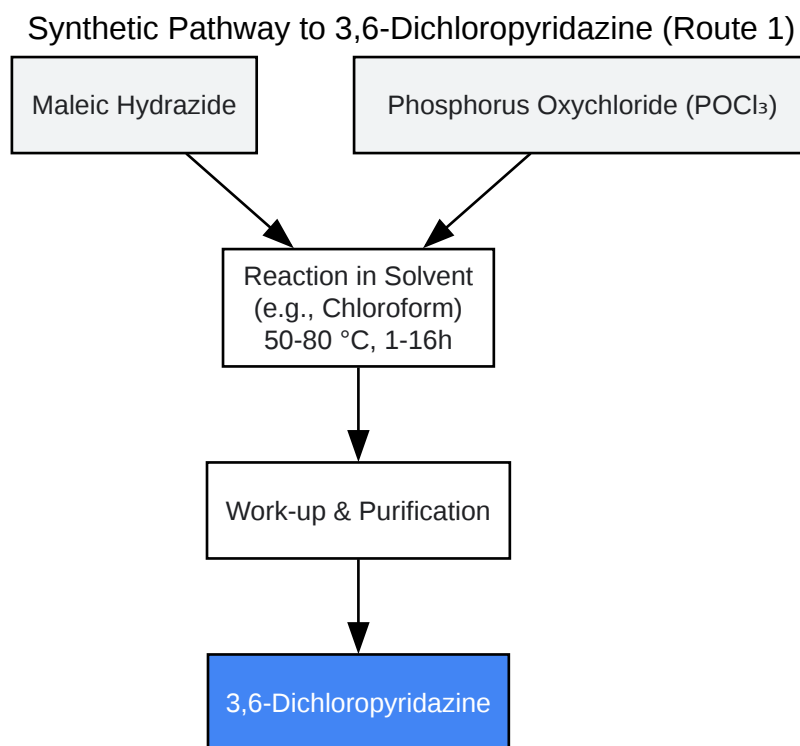 Synthetic Pathway to 3,6-Dichloropyridazine (Route 1)
Maleic Hydrazide
Phosphorus Oxychloride (POCl₃)
Reaction in Solvent
(e.g., Chloroform)
50-80 °C, 1-16h
Work-up & Purification
3,6-Dichloropyridazine